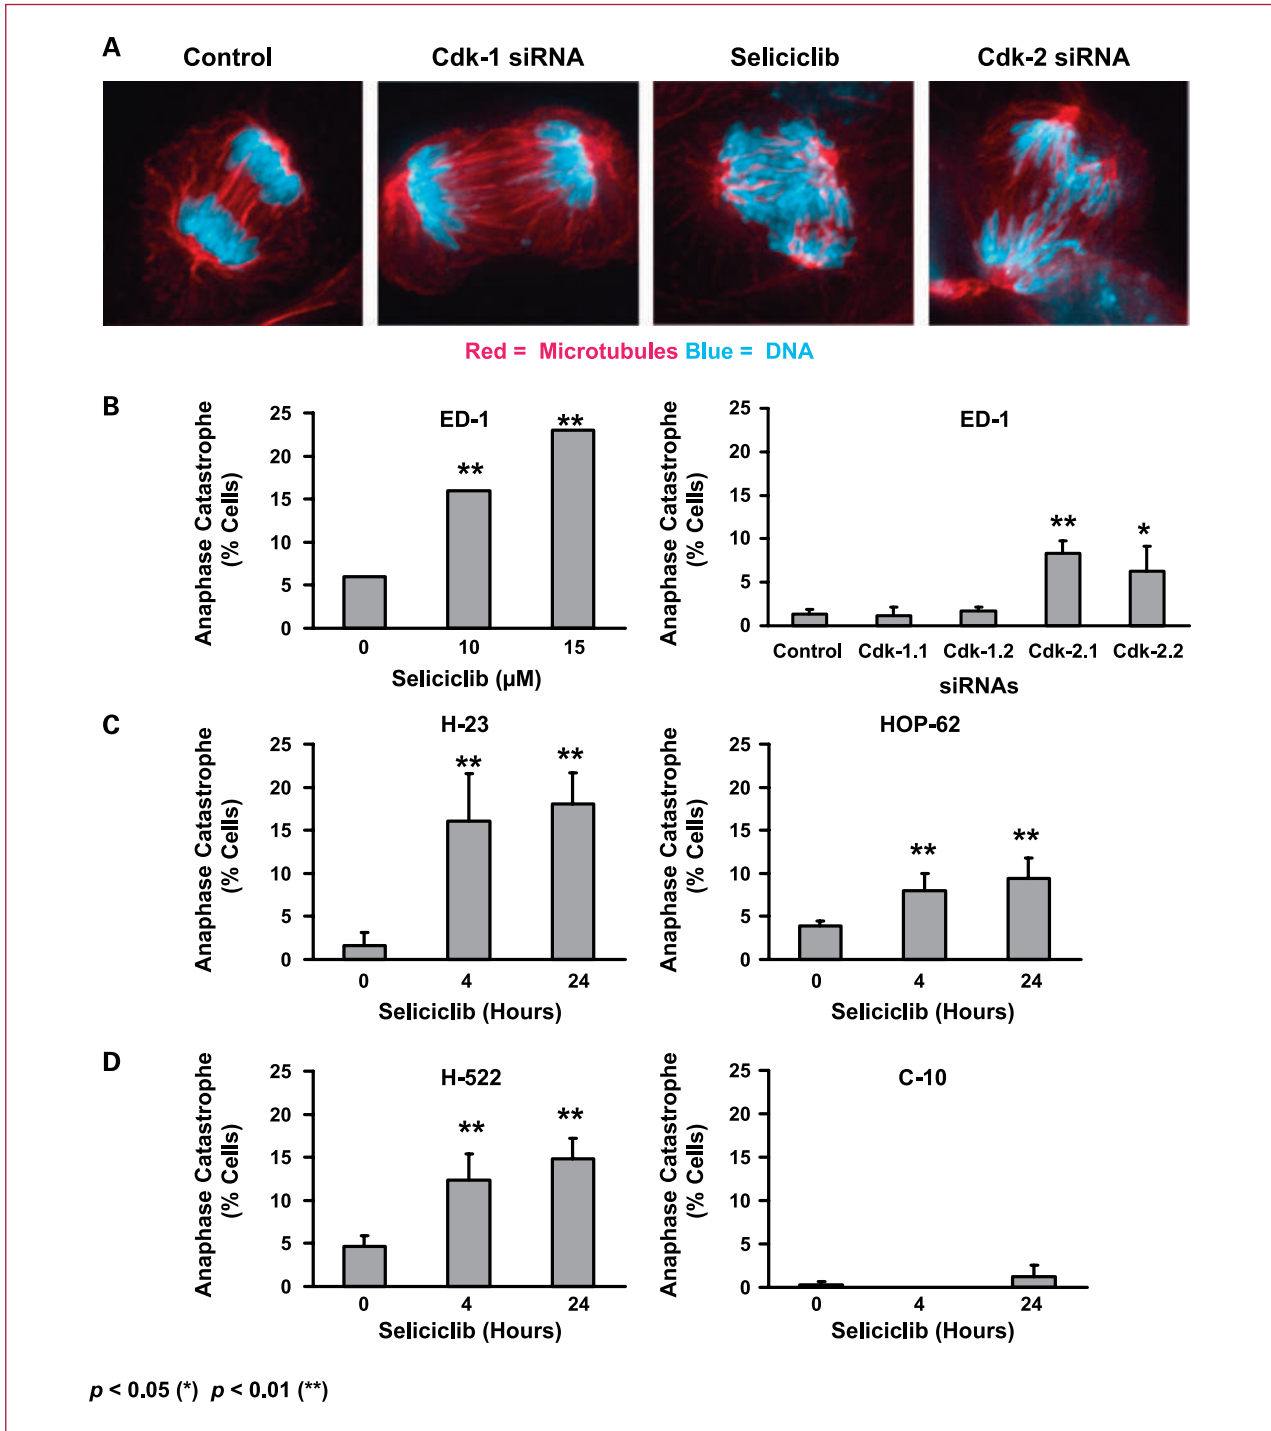 A
Control Cdk-1 siRNA Seliciclib Cdk-2 siRNA
Red = Microtubules Blue = DNA
B
Anaphase Catastrophe
(% Cells)
ED-1
25
20
15
10
5
0
**
**
0 10 15
Seliciclib (µM)
Anaphase Catastrophe
(% Cells)
ED-1
25
20
15
10
5
0
**
*
Control Cdk-1.1 Cdk-1.2 Cdk-2.1 Cdk-2.2
siRNAs
C
Anaphase Catastrophe
(% Cells)
H-23
25
20
15
10
5
0
**
**
0 4 24
Seliciclib (Hours)
Anaphase Catastrophe
(% Cells)
HOP-62
25
20
15
10
5
0
**
**
0 4 24
Seliciclib (Hours)
D
Anaphase Catastrophe
(% Cells)
H-522
25
20
15
10
5
0
**
**
0 4 24
Seliciclib (Hours)
Anaphase Catastrophe
(% Cells)
C-10
25
20
15
10
5
0
0 4 24
Seliciclib (Hours)
p < 0.05 (*) p < 0.01 (**)